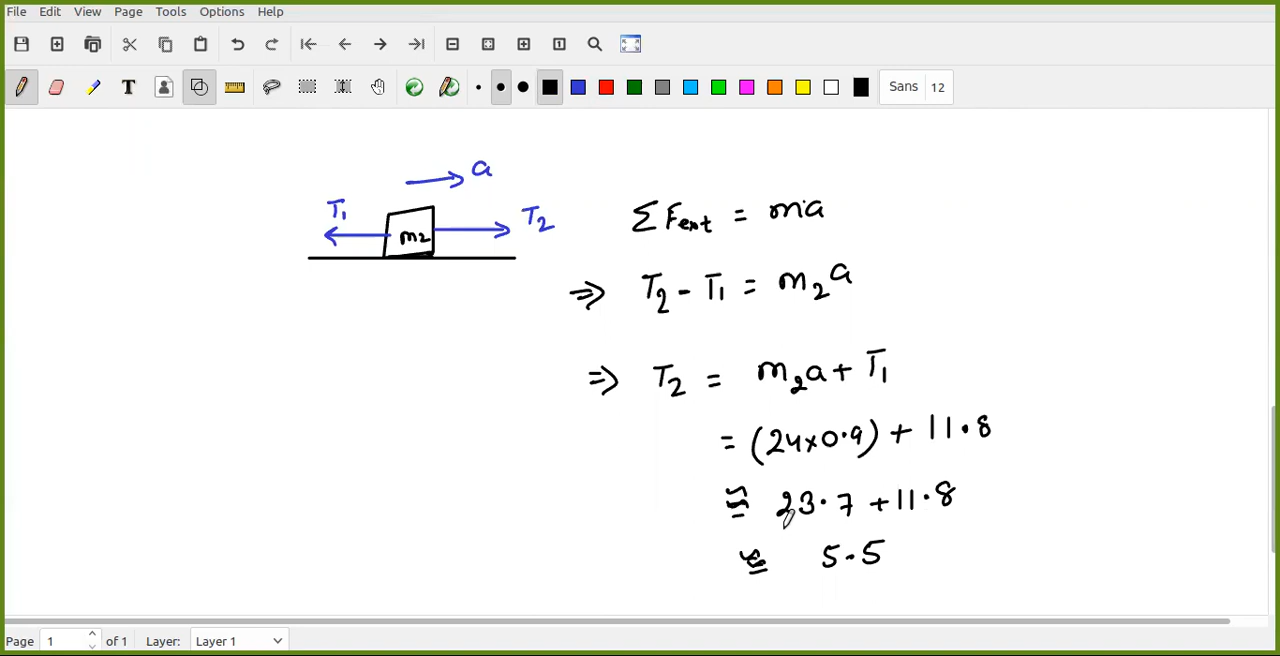 File Edit View Page Tools Options Help
Sans 12
a
T1 m2 T2
∑Fext = ma
⇒ T2 - T1 = m2a
⇒ T2 = m2a + T1
= (24×0.9) + 11.8
≈ 23.7 + 11.8
≈ 5.5
Page 1 of 1 Layer: Layer 1